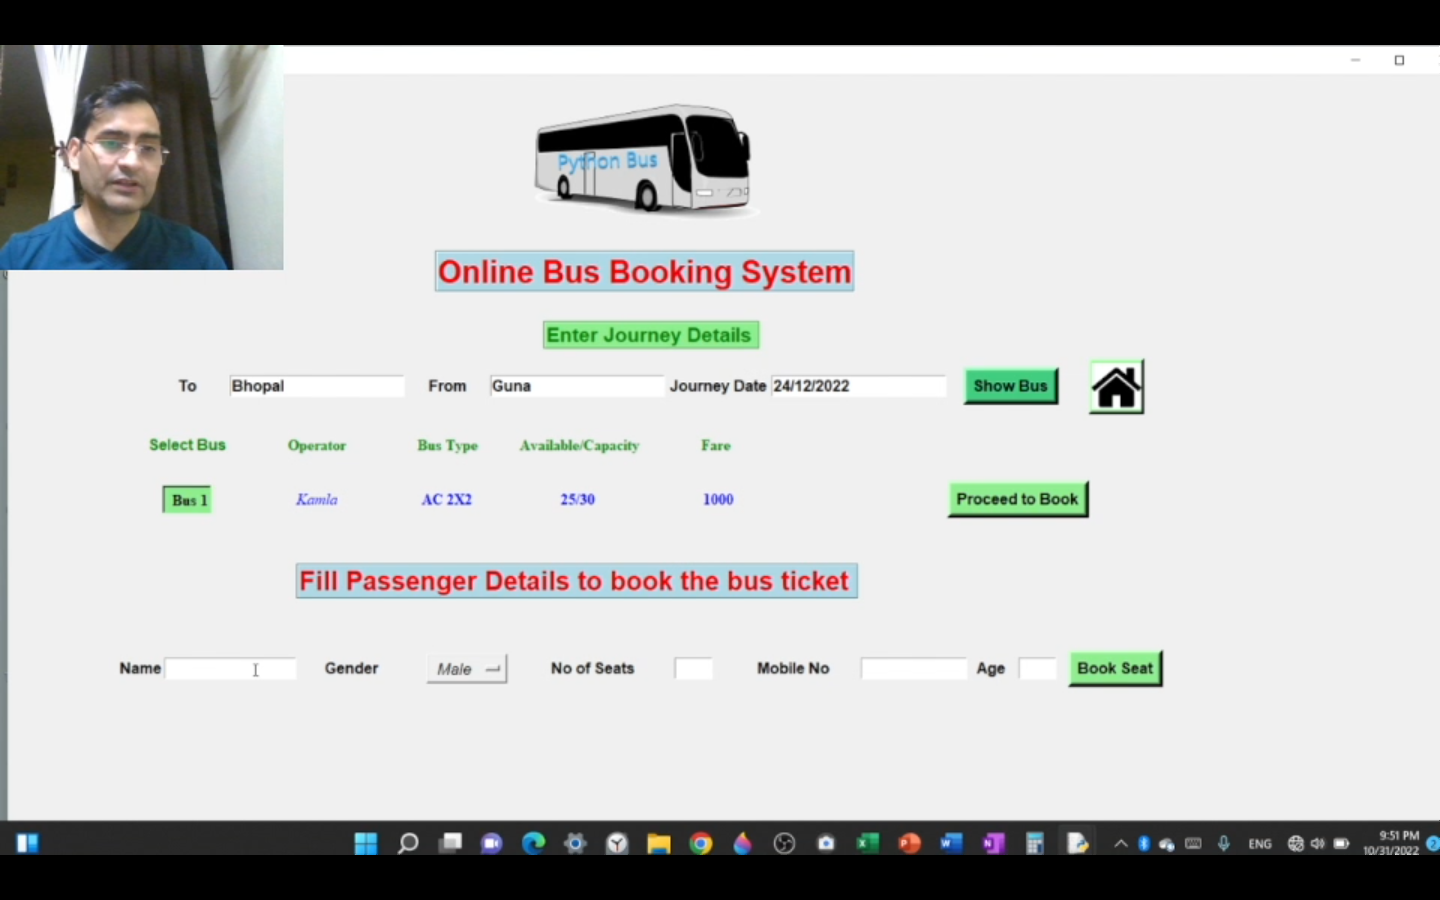 Python Bus
Online Bus Booking System
Enter Journey Details
To Bhopal From Guna Journey Date 24/12/2022 Show Bus
Select Bus Operator Bus Type Available/Capacity Fare
Bus 1 Kamla AC 2X2 25/30 1000 Proceed to Book
Fill Passenger Details to book the bus ticket
Name Gender Male No of Seats Mobile No Age Book Seat
ENG 9:51 PM
10/31/2022 2